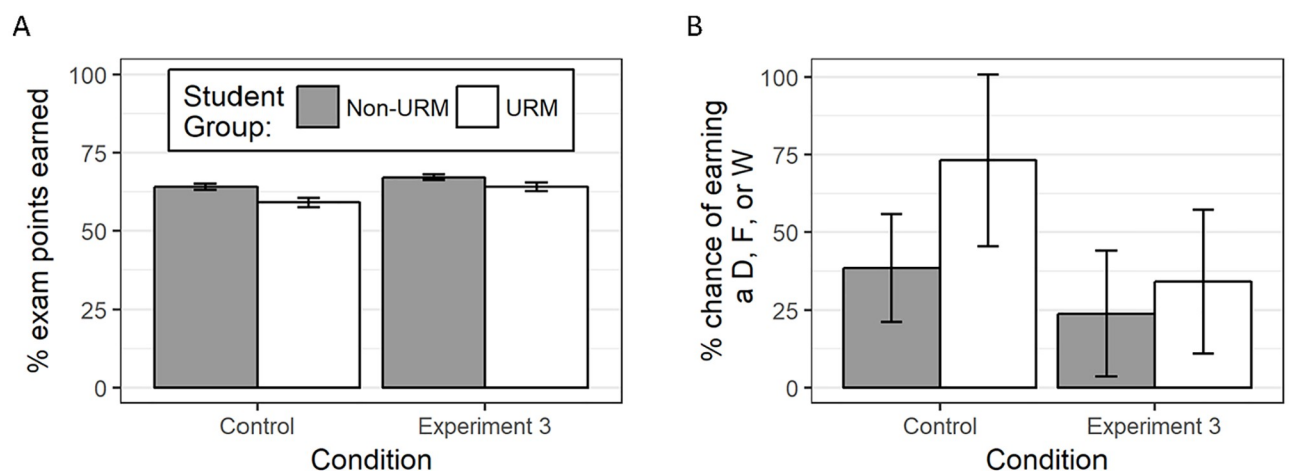 A
% exam points earned
100
75
50
25
0
Student
Group:
Non-URM
URM
Control
Experiment 3
Condition
B
% chance of earning
a D, F, or W
100
75
50
25
0
Control
Experiment 3
Condition